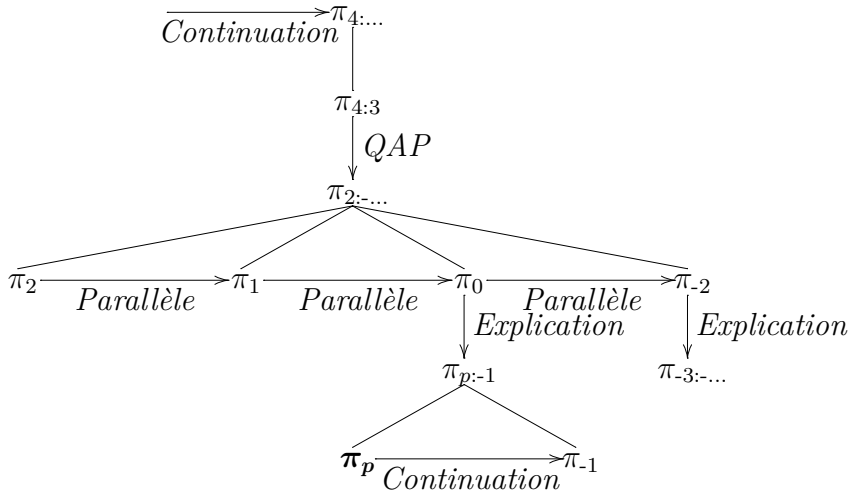 π4:...
Continuation
π4:3
QAP
π2:-...
π2 π1 π0 π-2
Parallèle Parallèle Parallèle
Explication Explication
πp:-1 π-3:-...
πp π-1
Continuation